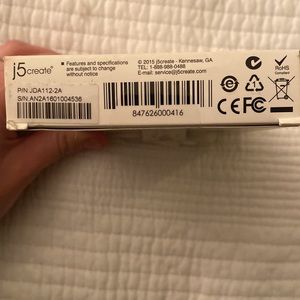 j5create™
● Features and specifications
are subject to change
without notice
© 2015 j5create - Kennesaw, GA
Tel: 1-888-988-0488
E-mail: service@j5create.com
P/N: JDA112-2A
S/N: AN2A1601004536
847626000416
RoHS
Compliant
FC CE